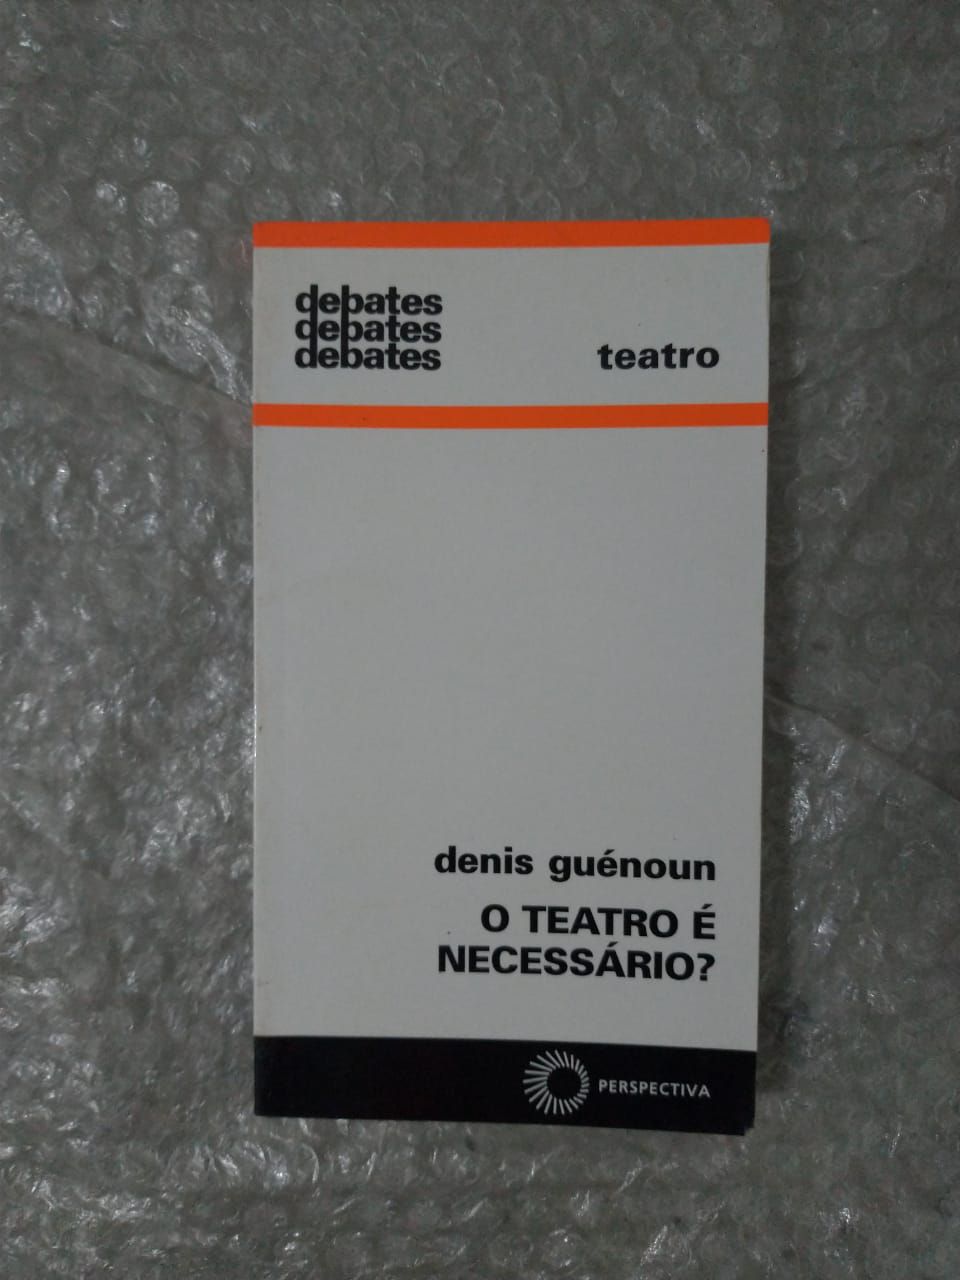 debates
debates
debates
teatro
denis guénoun
O TEATRO É
NECESSÁRIO?
PERSPECTIVA